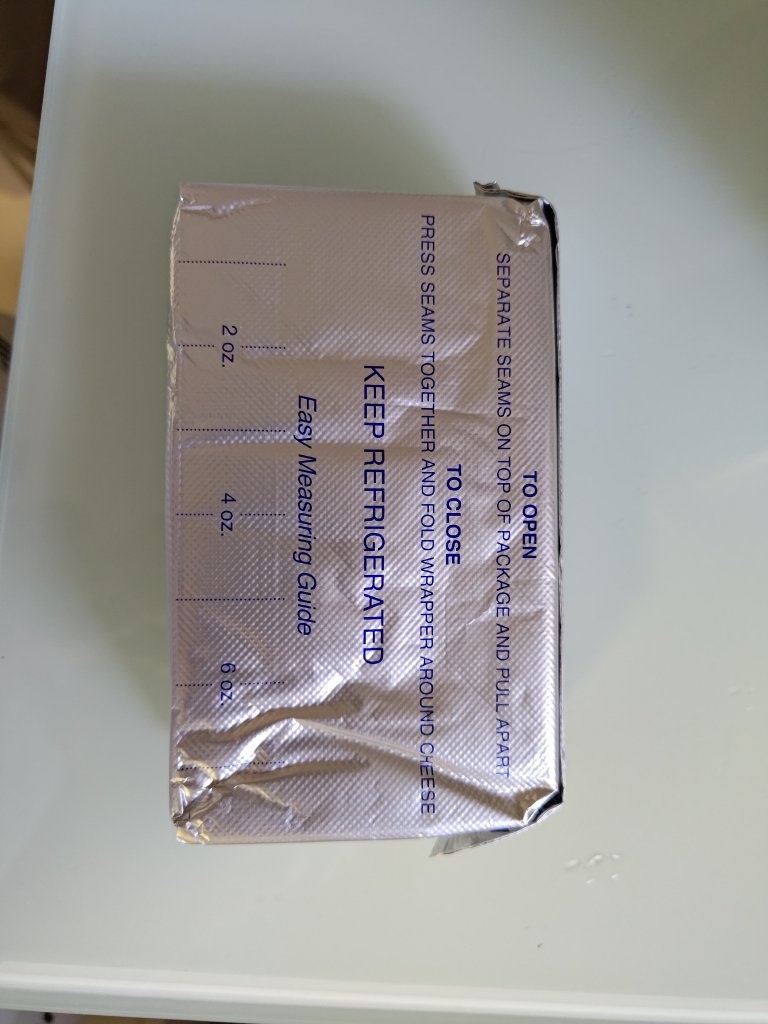 TO OPEN
SEPARATE SEAMS ON TOP OF PACKAGE AND PULL APART
TO CLOSE
PRESS SEAMS TOGETHER AND FOLD WRAPPER AROUND CHEESE
KEEP REFRIGERATED
Easy Measuring Guide
2 oz.
4 oz.
6 oz.